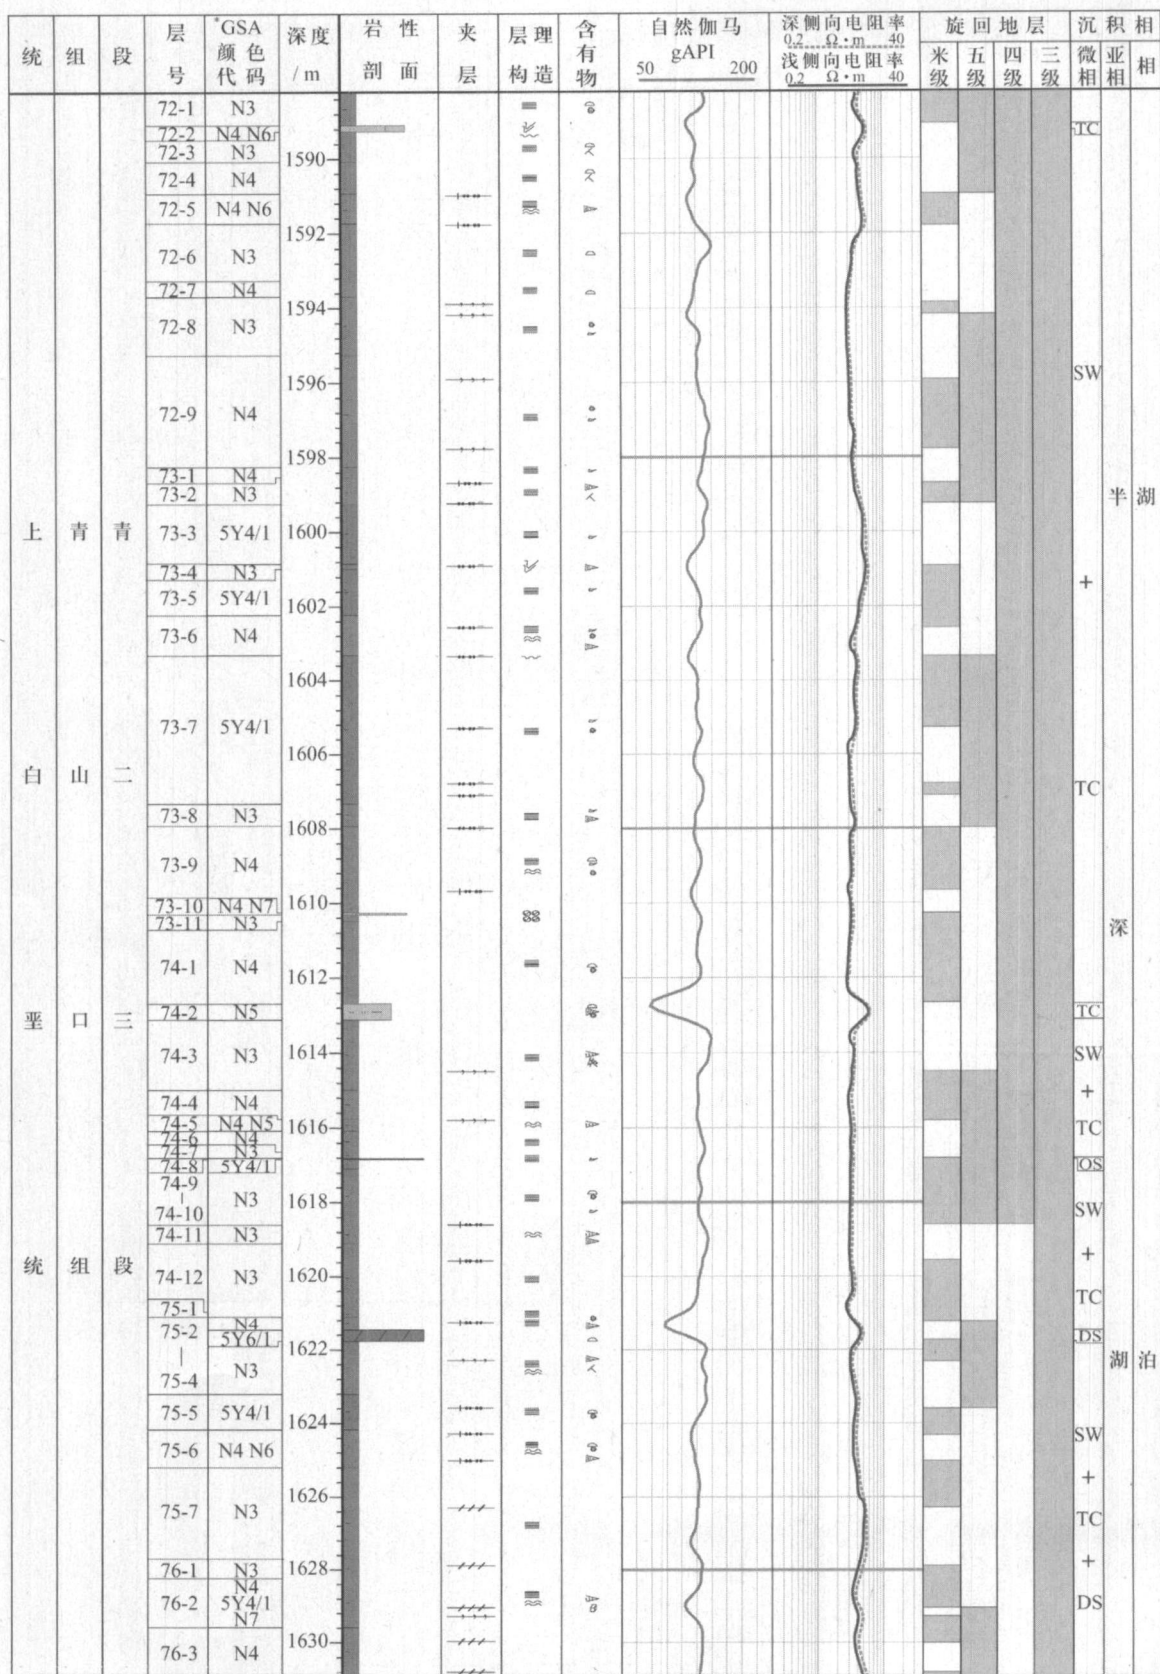 统 组 段 层号 *GSA颜色代码 深度/m 岩性剖面 夹层 层理构造 含有物 自然伽马 gAPI 50 200 深侧向电阻率 0.2 Ω·m 40 浅侧向电阻率 0.2 Ω·m 40 旋回地层 米级 五级 四级 三级 沉积相 微相 亚相 相
72-1 N3
72-2 N4 N6 TC
72-3 N3
1590
72-4 N4
72-5 N4 N6
1592
72-6 N3
72-7 N4
1594
72-8 N3
1596
SW
72-9 N4
1598
73-1 N4
73-2 N3
半 湖
上 青 青 73-3 5Y4/1 1600
73-4 N3
+
73-5 5Y4/1
1602
73-6 N4
1604
73-7 5Y4/1
1606
白 山 二
TC
73-8 N3
1608
73-9 N4
1610
73-10 N4 N7
73-11 N3
深
74-1 N4
1612
垩 口 三 74-2 N5 TC
74-3 N3 1614 SW
+
74-4 N4
74-5 N4 N5 1616 TC
74-6 N4
74-7 N3
74-8 5Y4/1 OS
74-9
| N3 1618
74-10 SW
74-11 N3
+
统 组 段 74-12 N3 1620
TC
75-1
N4
75-2 5Y6/1 DS
| 1622 湖 泊
75-4 N3
75-5 5Y4/1 1624
SW
75-6 N4 N6
+
1626
75-7 N3
TC
+
76-1 N3 1628
N4
76-2 5Y4/1 DS
N7
1630
76-3 N4